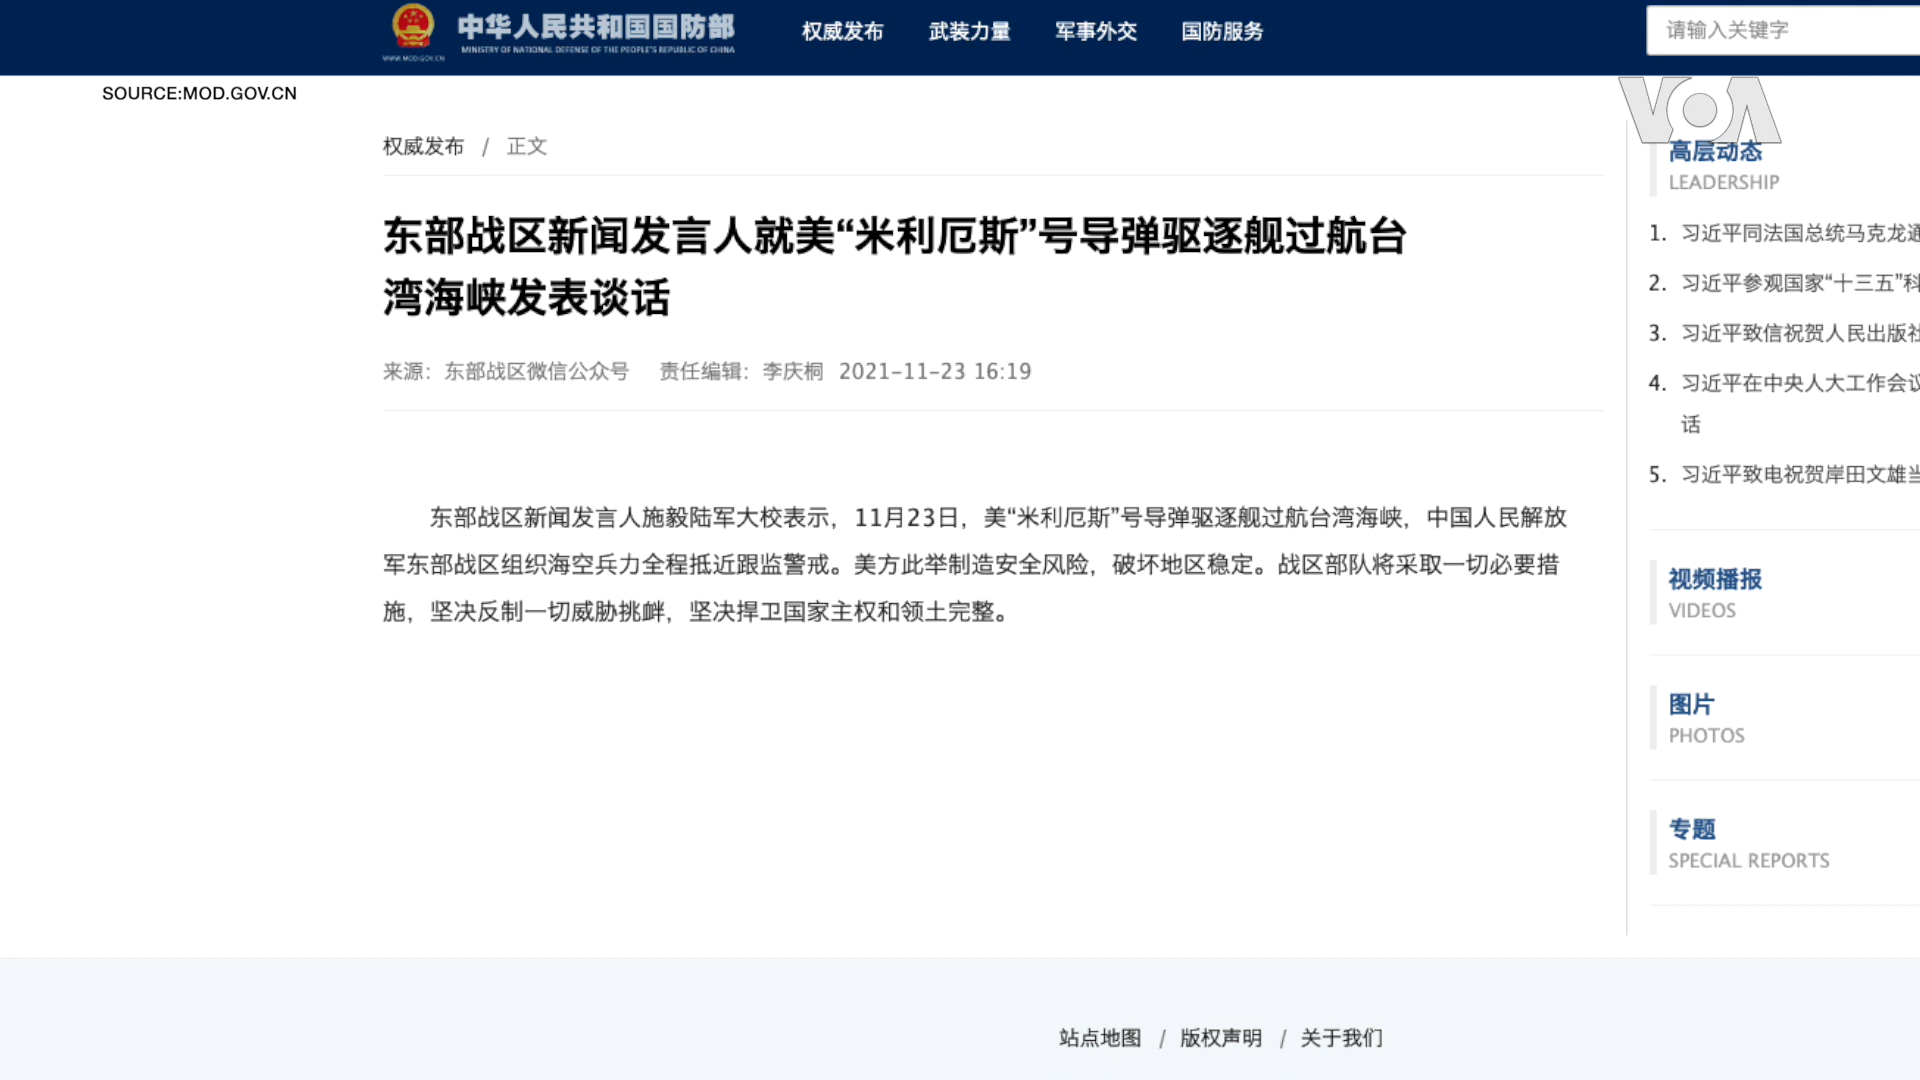 中华人民共和国国防部
MINISTRY OF NATIONAL DEFENSE OF THE PEOPLE'S REPUBLIC OF CHINA
WWW.MOD.GOV.CN
权威发布 武装力量 军事外交 国防服务
请输入关键字
SOURCE:MOD.GOV.CN
VOA
权威发布 / 正文
东部战区新闻发言人就美“米利厄斯”号导弹驱逐舰过航台
湾海峡发表谈话
来源：东部战区微信公众号 责任编辑：李庆桐 2021-11-23 16:19
东部战区新闻发言人施毅陆军大校表示，11月23日，美“米利厄斯”号导弹驱逐舰过航台湾海峡，中国人民解放
军东部战区组织海空兵力全程抵近跟监警戒。美方此举制造安全风险，破坏地区稳定。战区部队将采取一切必要措
施，坚决反制一切威胁挑衅，坚决捍卫国家主权和领土完整。
高层动态
LEADERSHIP
1. 习近平同法国总统马克龙通
2. 习近平参观国家“十三五”科
3. 习近平致信祝贺人民出版社
4. 习近平在中央人大工作会议
话
5. 习近平致电祝贺岸田文雄当
视频播报
VIDEOS
图片
PHOTOS
专题
SPECIAL REPORTS
站点地图 / 版权声明 / 关于我们